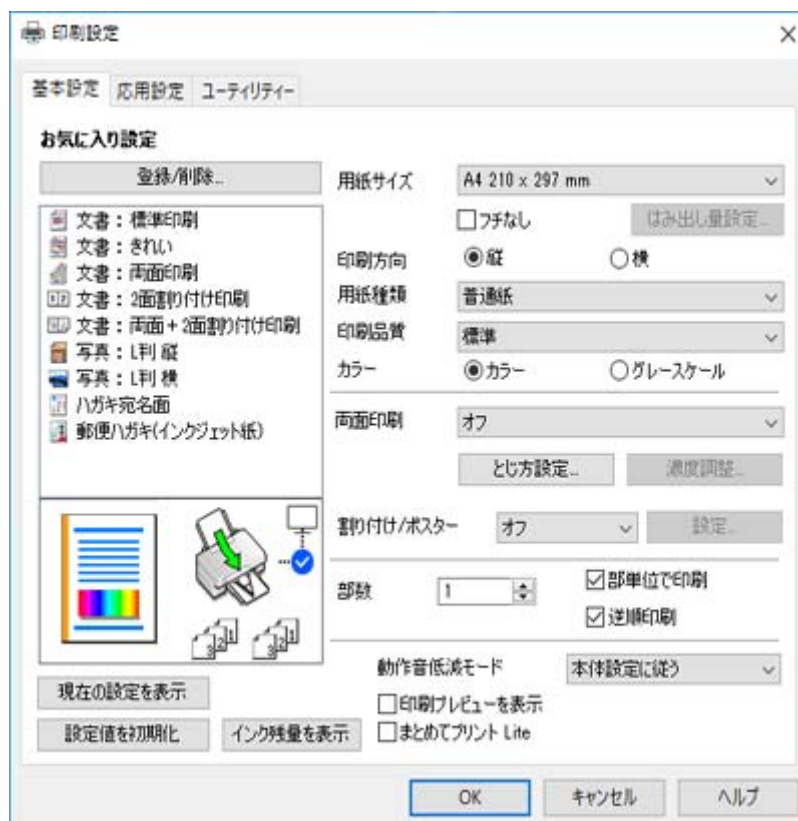 印刷設定
基本設定 応用設定 ユーティリティー
お気に入り設定
登録/削除...
文書：標準印刷
文書：きれい
文書：両面印刷
文書：2面割り付け印刷
文書：両面＋2面割り付け印刷
写真：L判 縦
写真：L判 横
ハガキ宛名面
郵便ハガキ(インクジェット紙)
用紙サイズ A4 210 x 297 mm
フチなし はみ出し量設定...
印刷方向 縦 横
用紙種類 普通紙
印刷品質 標準
カラー カラー グレースケール
両面印刷 オフ
とじ方設定... 濃度調整...
割り付け/ポスター オフ 設定...
部数 1 部単位で印刷
逆順印刷
3 2 1 3 2 1
動作音低減モード 本体設定に従う
現在の設定を表示 印刷プレビューを表示
設定値を初期化 インク残量を表示 まとめてプリント Lite
OK キャンセル ヘルプ